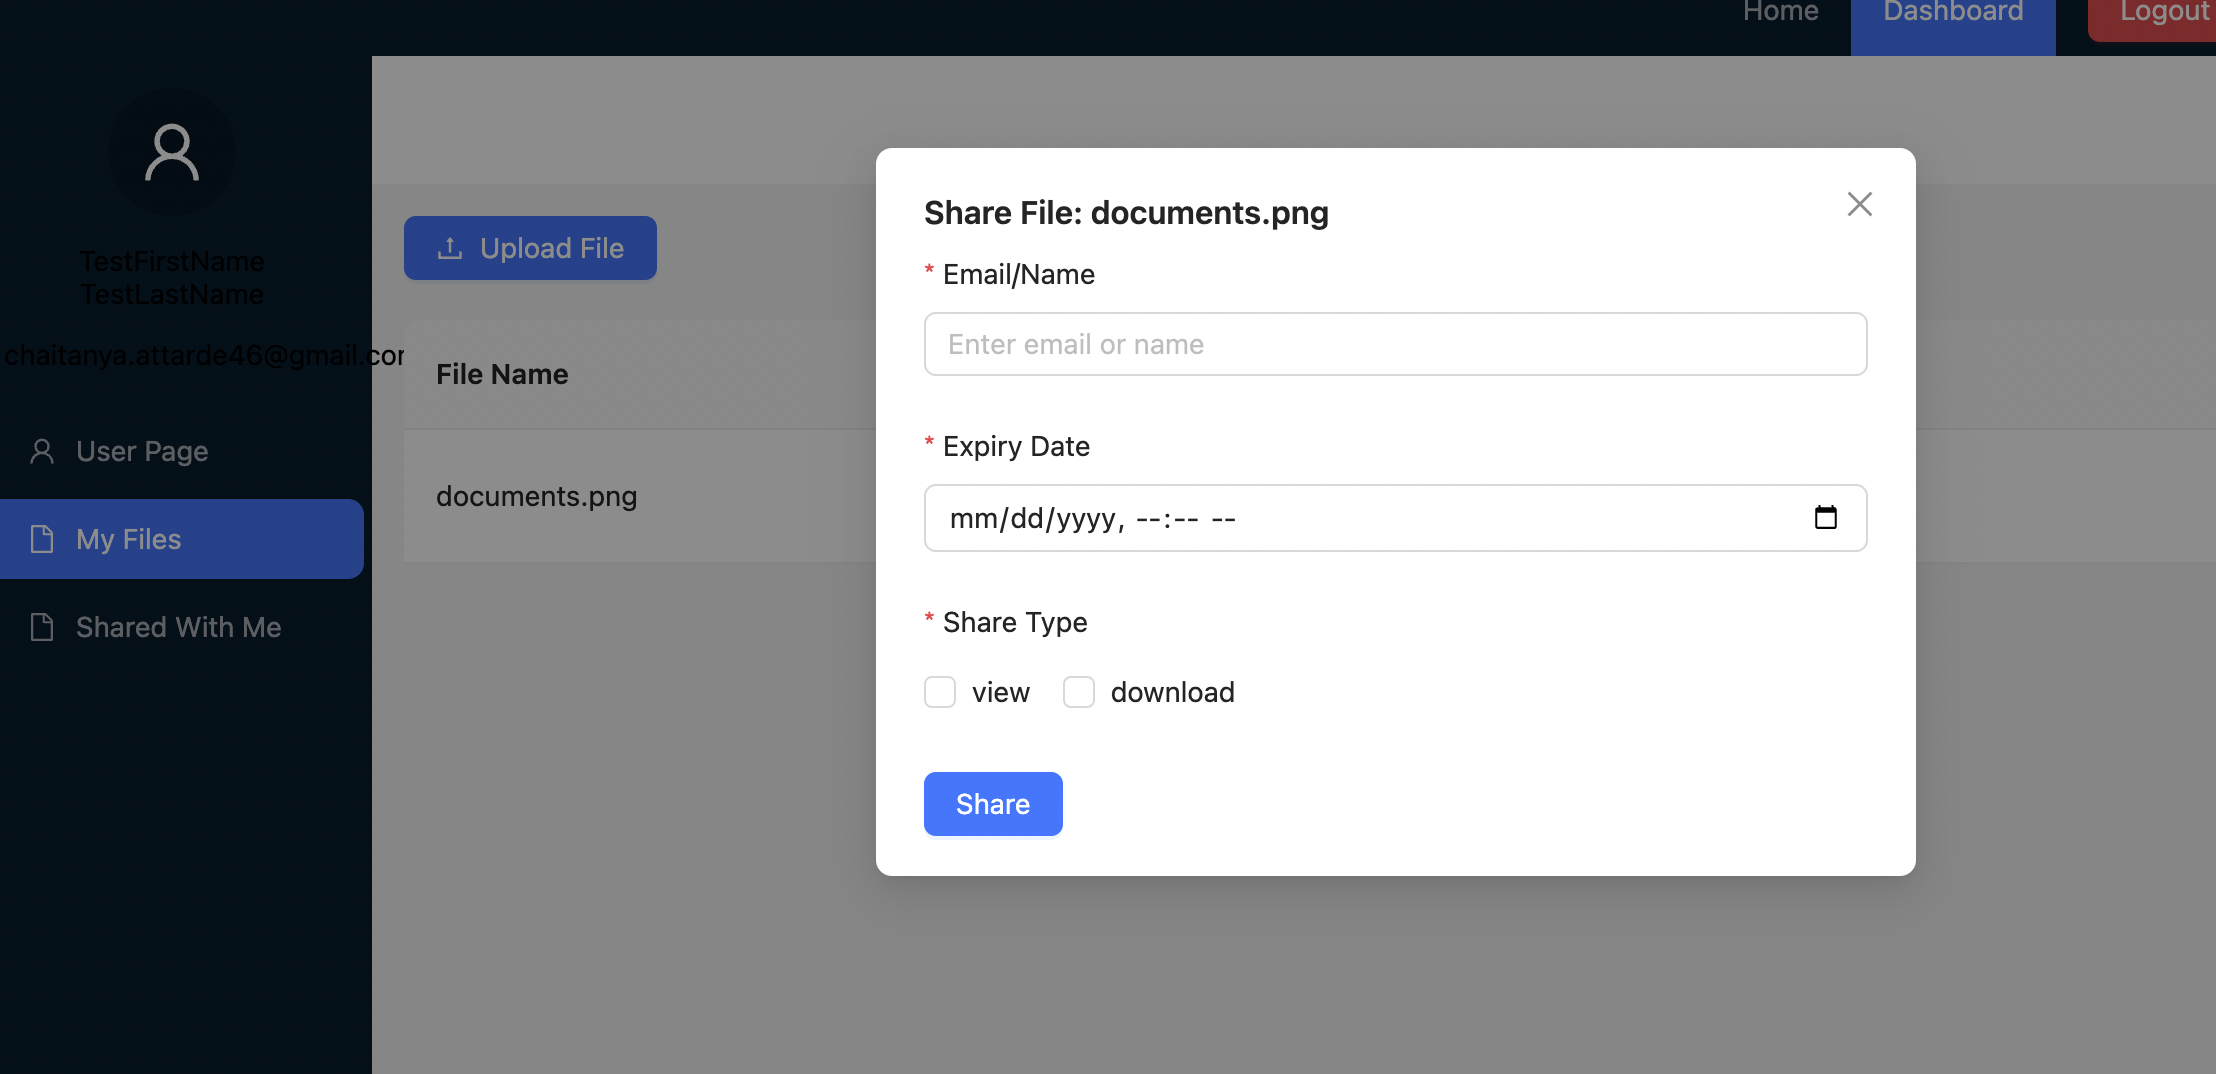 Home
Dashboard
Logout
TestFirstName
TestLastName
chaitanya.attarde46@gmail.com
User Page
My Files
Shared With Me
Upload File
File Name
documents.png
Share File: documents.png
* Email/Name
Enter email or name
* Expiry Date
mm/dd/yyyy, --:-- --
* Share Type
view
download
Share